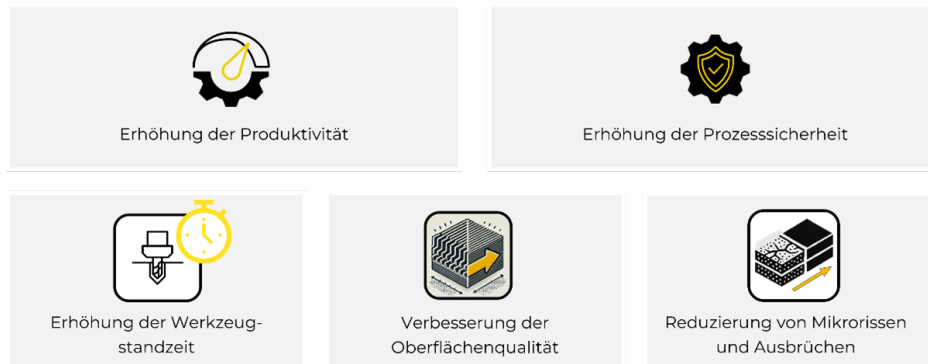 Erhöhung der Produktivität
Erhöhung der Prozesssicherheit
Erhöhung der Werkzeug-
standzeit
Verbesserung der
Oberflächenqualität
Reduzierung von Mikrorissen
und Ausbrüchen